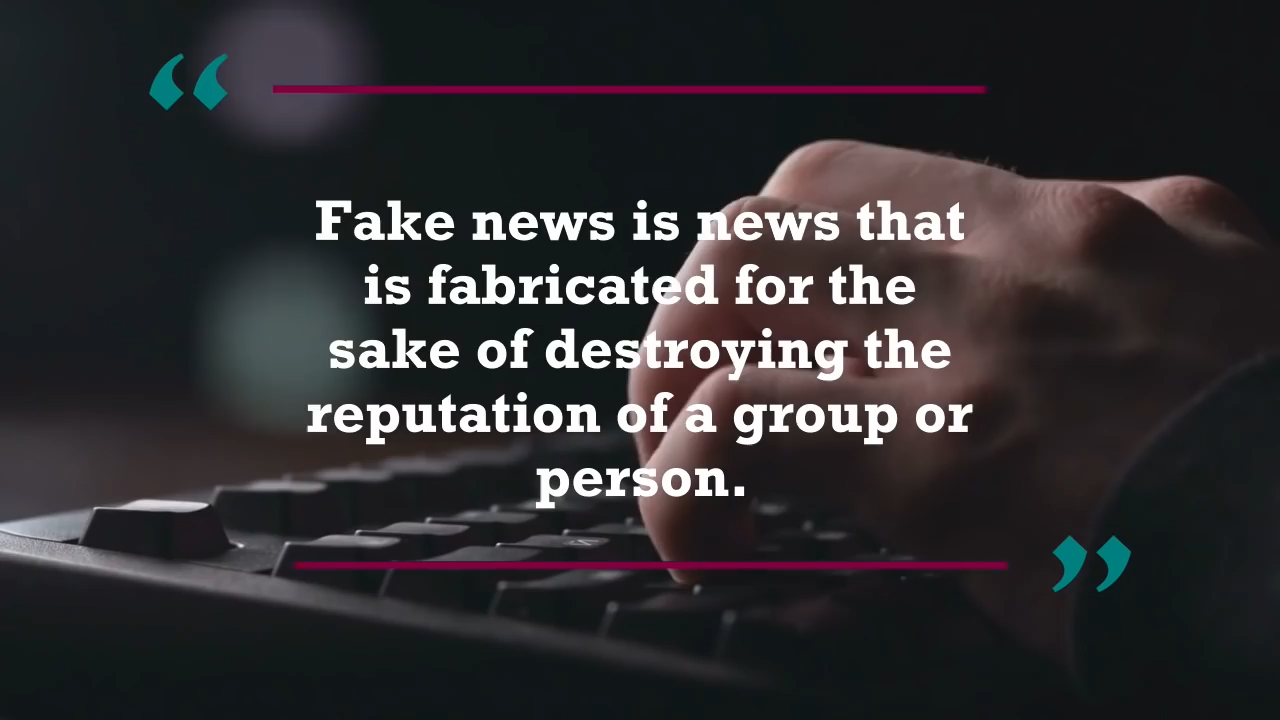 “
Fake news is news that
is fabricated for the
sake of destroying the
reputation of a group or
person.
”